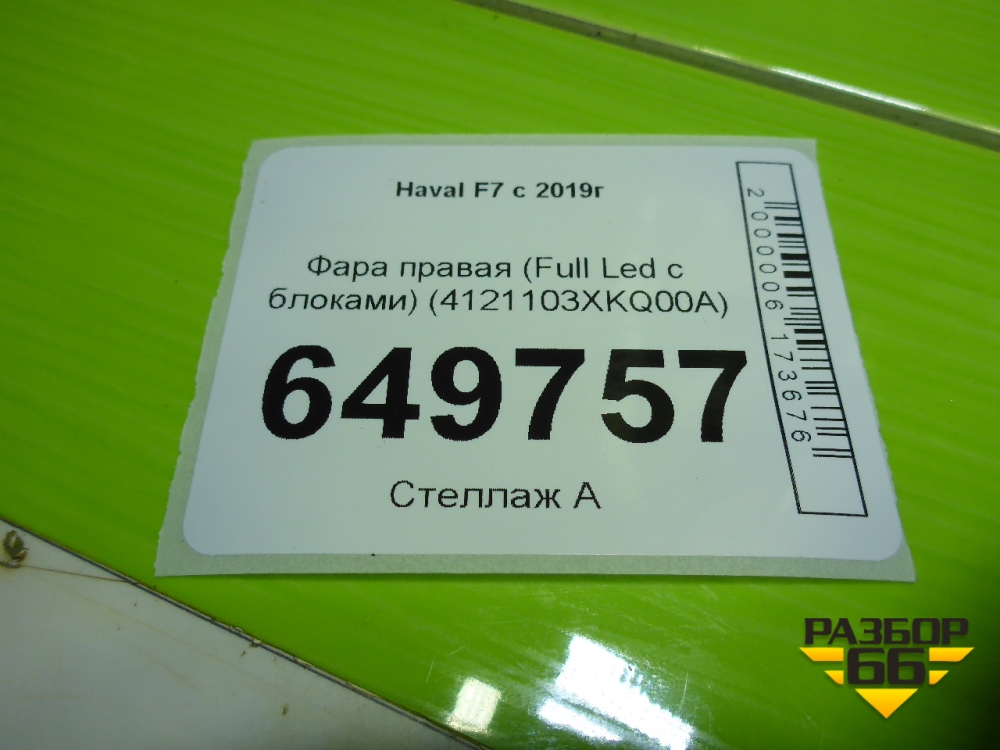 Haval F7 с 2019г
Фара правая (Full Led с
блоками) (4121103XKQ00A)
649757
Стеллаж А
2000006173676
РАЗБОР
66